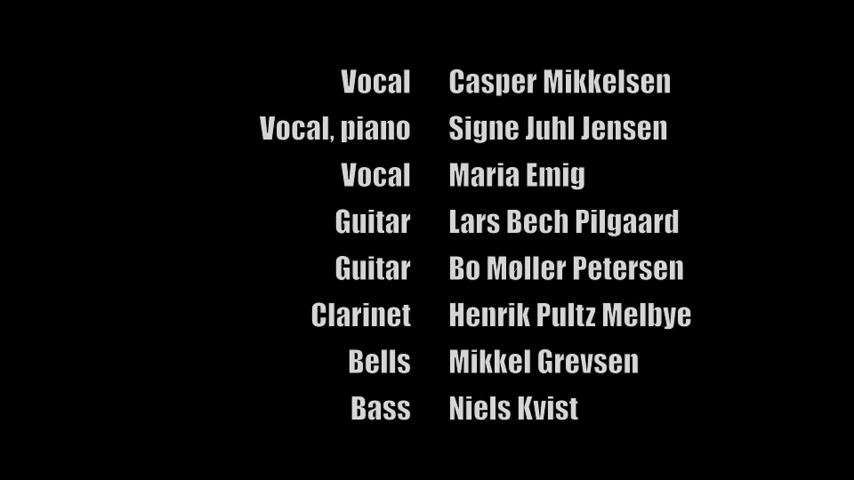 Vocal Casper Mikkelsen
Vocal, piano Signe Juhl Jensen
Vocal Maria Emig
Guitar Lars Bech Pilgaard
Guitar Bo Møller Petersen
Clarinet Henrik Pultz Melbye
Bells Mikkel Grevsen
Bass Niels Kvist